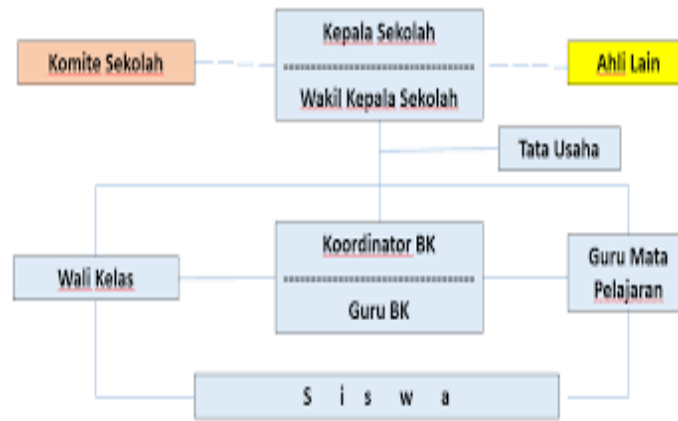 Kepala Sekolah
Komite Sekolah
Ahli Lain
Wakil Kepala Sekolah
Tata Usaha
Koordinator BK
Wali Kelas
Guru Mata
Pelajaran
Guru BK
S i s w a